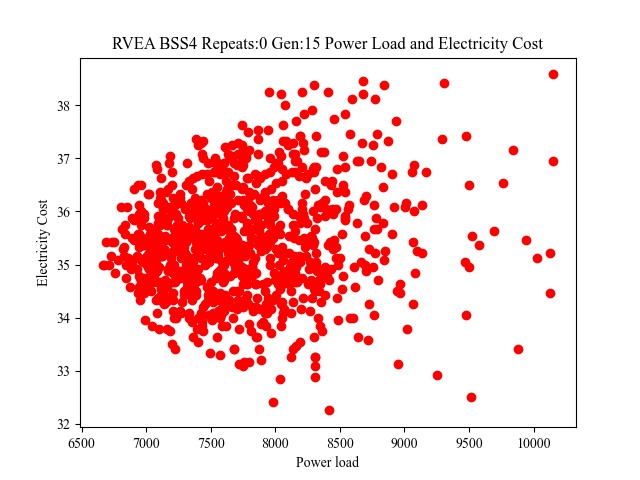 RVEA BSS4 Repeats:0 Gen:15 Power Load and Electricity Cost
38
37
36
35
34
33
32
Electricity Cost
6500 7000 7500 8000 8500 9000 9500 10000
Power load